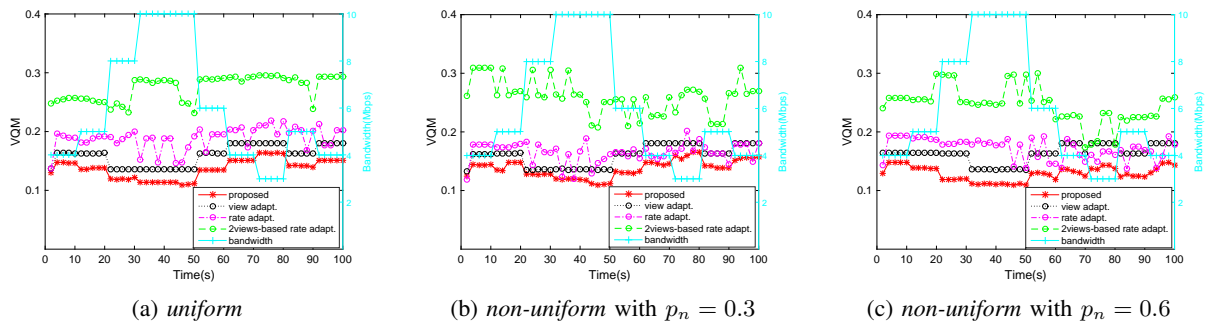 0.4
0.3
0.2
0.1
VQM
0 10 20 30 40 50 60 70 80 90 100
Time(s)
10
8
6
4
2
Bandwidth(Mbps)
proposed
view adapt.
rate adapt.
2views-based rate adapt.
bandwidth
(a) uniform
0.4
0.3
0.2
0.1
VQM
0 10 20 30 40 50 60 70 80 90 100
Time(s)
10
8
6
4
2
Bandwidth(Mbps)
proposed
view adapt.
rate adapt.
2views-based rate adapt.
bandwidth
(b) non-uniform with pn = 0.3
0.4
0.3
0.2
0.1
VQM
0 10 20 30 40 50 60 70 80 90 100
Time(s)
10
8
6
4
2
Bandwidth(Mbps)
proposed
view adapt.
rate adapt.
2views-based rate adapt.
bandwidth
(c) non-uniform with pn = 0.6